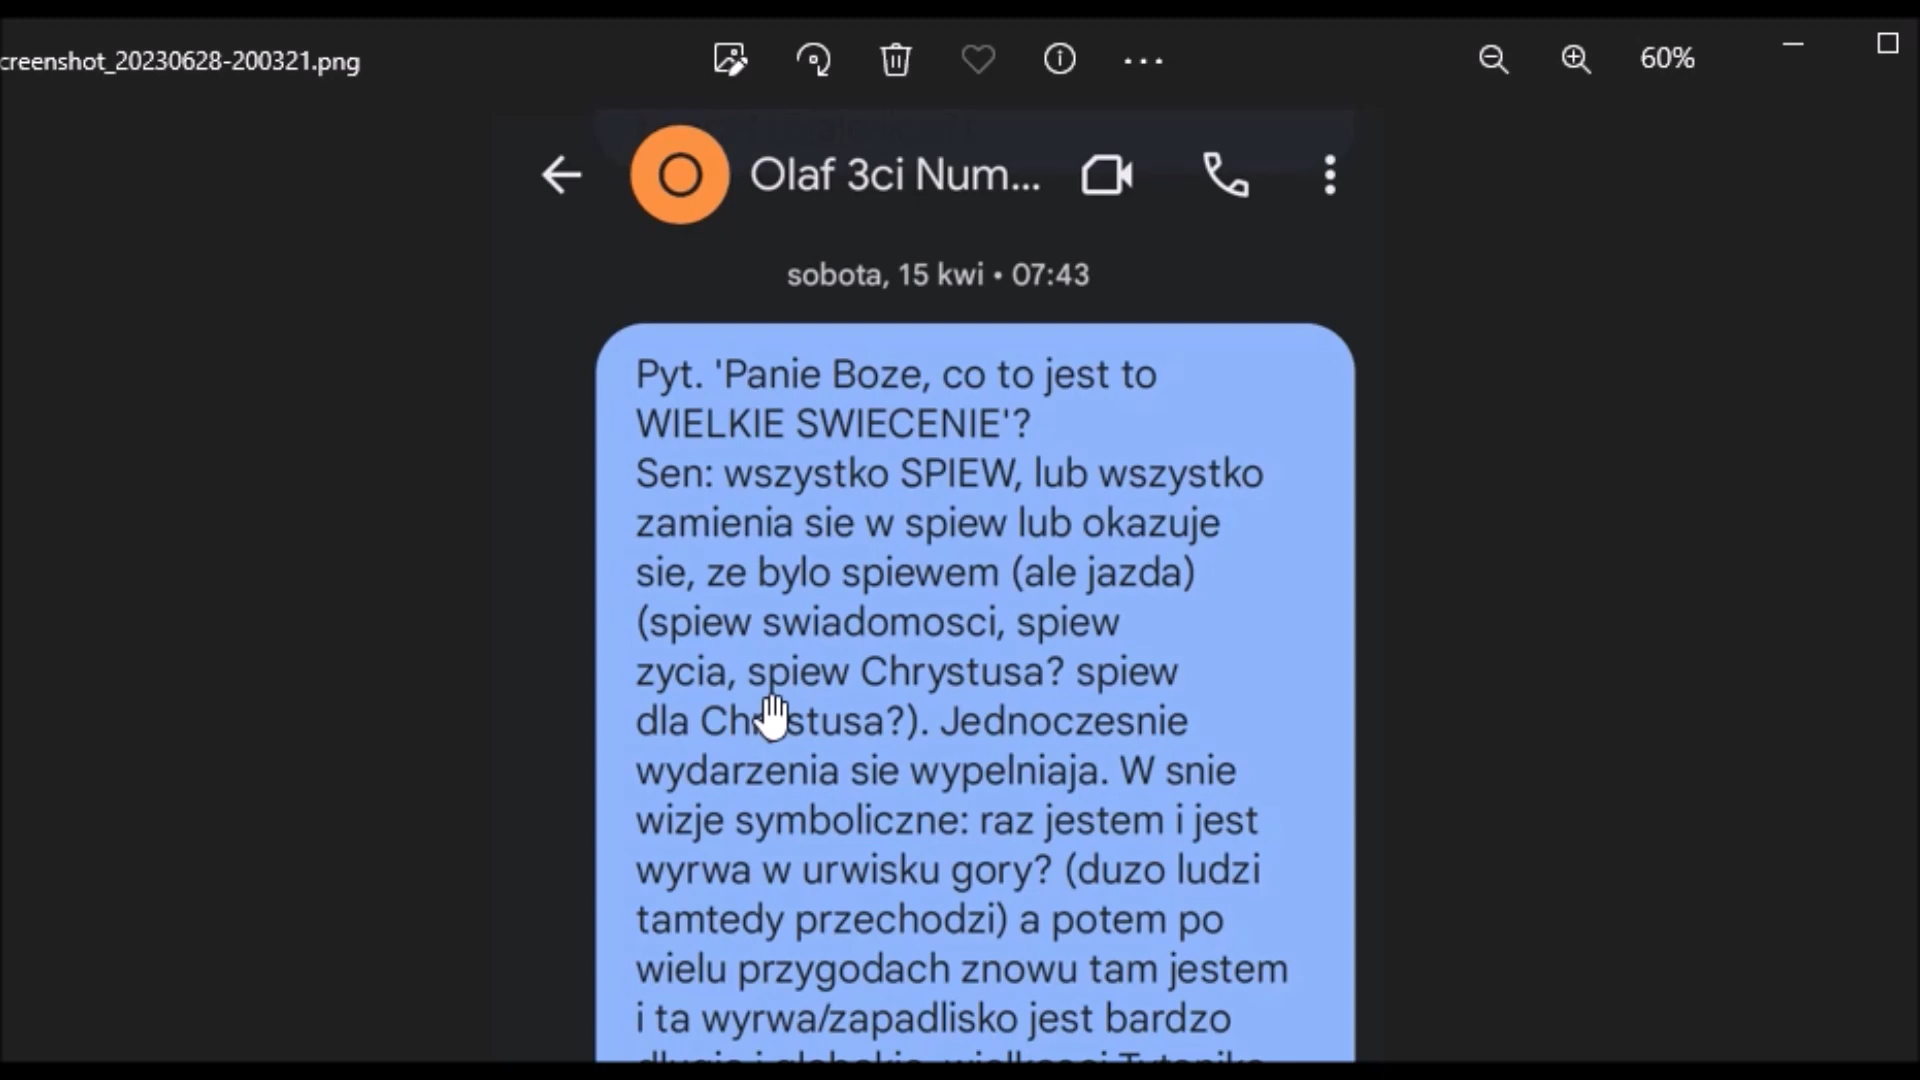 creenshot_20230628-200321.png
60%
O Olaf 3ci Num...
sobota, 15 kwi • 07:43
Pyt. 'Panie Boze, co to jest to
WIELKIE SWIECENIE'?
Sen: wszystko SPIEW, lub wszystko
zamienia sie w spiew lub okazuje
sie, ze bylo spiewem (ale jazda)
(spiew swiadomosci, spiew
zycia, spiew Chrystusa? spiew
dla Chrystusa?). Jednoczesnie
wydarzenia sie wypelniaja. W snie
wizje symboliczne: raz jestem i jest
wyrwa w urwisku gory? (duzo ludzi
tamtedy przechodzi) a potem po
wielu przygodach znowu tam jestem
i ta wyrwa/zapadlisko jest bardzo